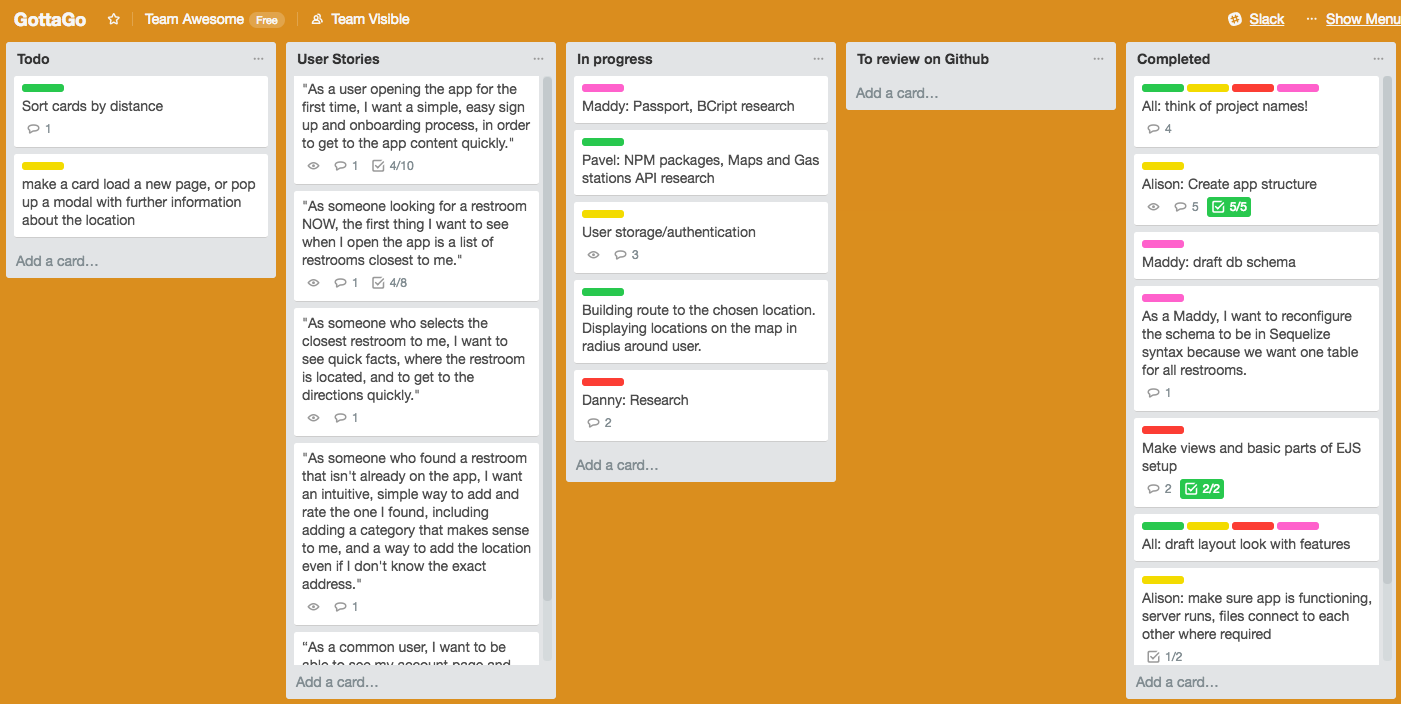 GottaGo
Team Awesome Free
Team Visible
Slack
··· Show Menu
Todo ···
Sort cards by distance
1
make a card load a new page, or pop
up a modal with further information
about the location
Add a card…
User Stories ···
"As a user opening the app for the
first time, I want a simple, easy sign
up and onboarding process, in order
to get to the app content quickly."
1 4/10
"As someone looking for a restroom
NOW, the first thing I want to see
when I open the app is a list of
restrooms closest to me."
1 4/8
"As someone who selects the
closest restroom to me, I want to
see quick facts, where the restroom
is located, and to get to the
directions quickly."
1
"As someone who found a restroom
that isn't already on the app, I want
an intuitive, simple way to add and
rate the one I found, including
adding a category that makes sense
to me, and a way to add the location
even if I don't know the exact
address."
1
“As a common user, I want to be
able to see my account page and
Add a card…
In progress ···
Maddy: Passport, BCript research
Pavel: NPM packages, Maps and Gas
stations API research
User storage/authentication
3
Building route to the chosen location.
Displaying locations on the map in
radius around user.
Danny: Research
2
Add a card…
To review on Github ···
Add a card…
Completed ···
All: think of project names!
4
Alison: Create app structure
5 5/5
Maddy: draft db schema
As a Maddy, I want to reconfigure
the schema to be in Sequelize
syntax because we want one table
for all restrooms.
1
Make views and basic parts of EJS
setup
2 2/2
All: draft layout look with features
Alison: make sure app is functioning,
server runs, files connect to each
other where required
1/2
Add a card…